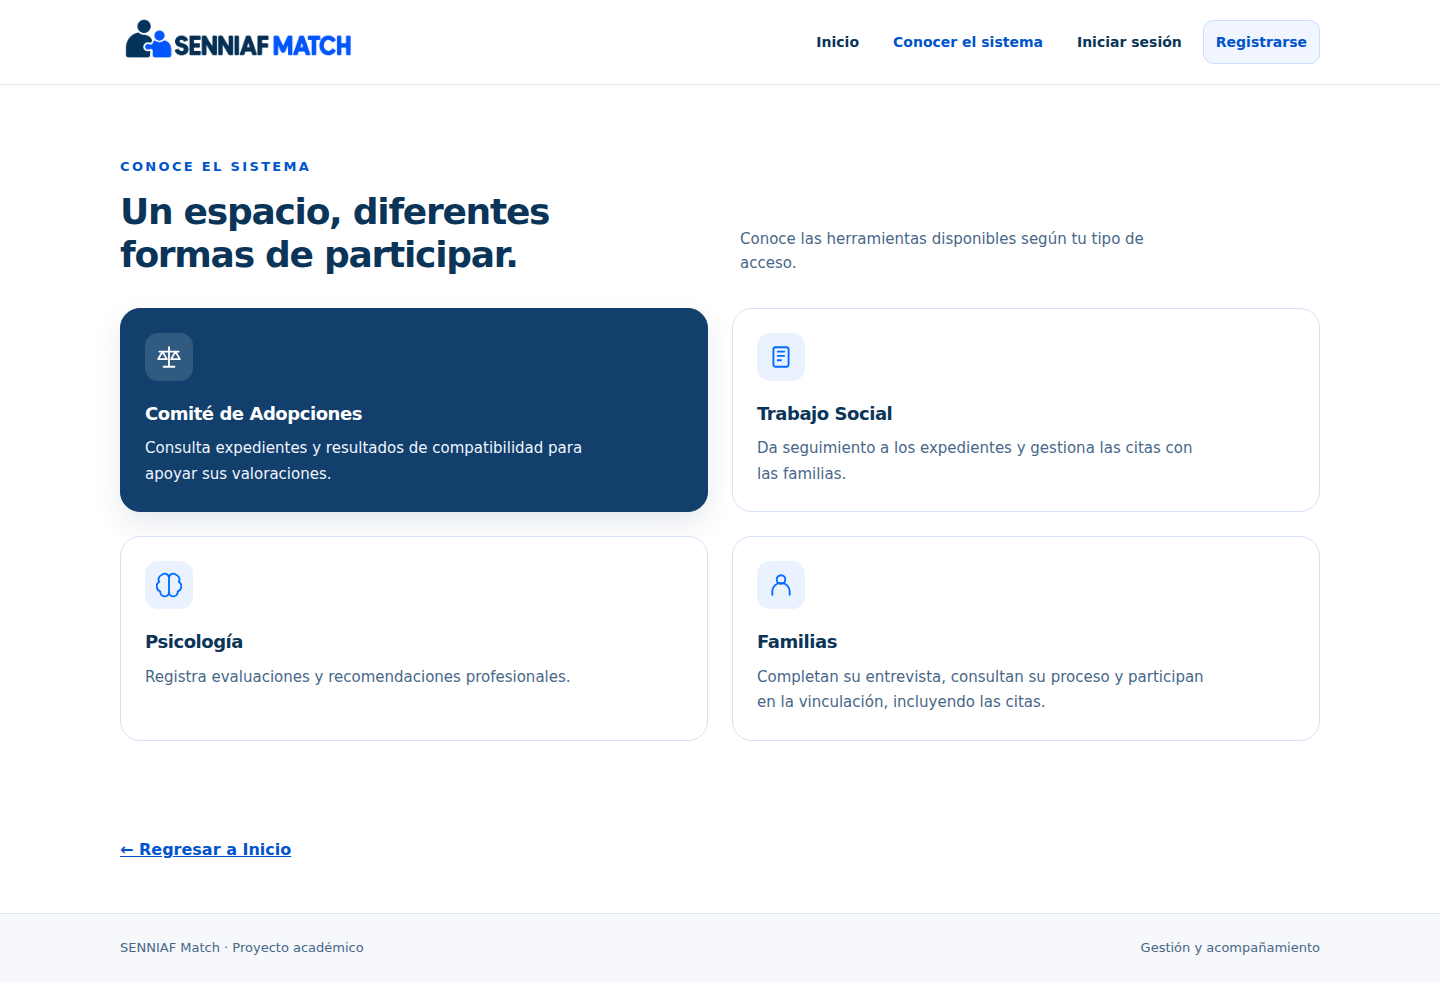 SENNIAF MATCH
Inicio
Conocer el sistema
Iniciar sesión
Registrarse
CONOCE EL SISTEMA
Un espacio, diferentes
formas de participar.
Conoce las herramientas disponibles según tu tipo de
acceso.
Comité de Adopciones
Consulta expedientes y resultados de compatibilidad para
apoyar sus valoraciones.
Trabajo Social
Da seguimiento a los expedientes y gestiona las citas con
las familias.
Psicología
Registra evaluaciones y recomendaciones profesionales.
Familias
Completan su entrevista, consultan su proceso y participan
en la vinculación, incluyendo las citas.
← Regresar a Inicio
SENNIAF Match · Proyecto académico
Gestión y acompañamiento